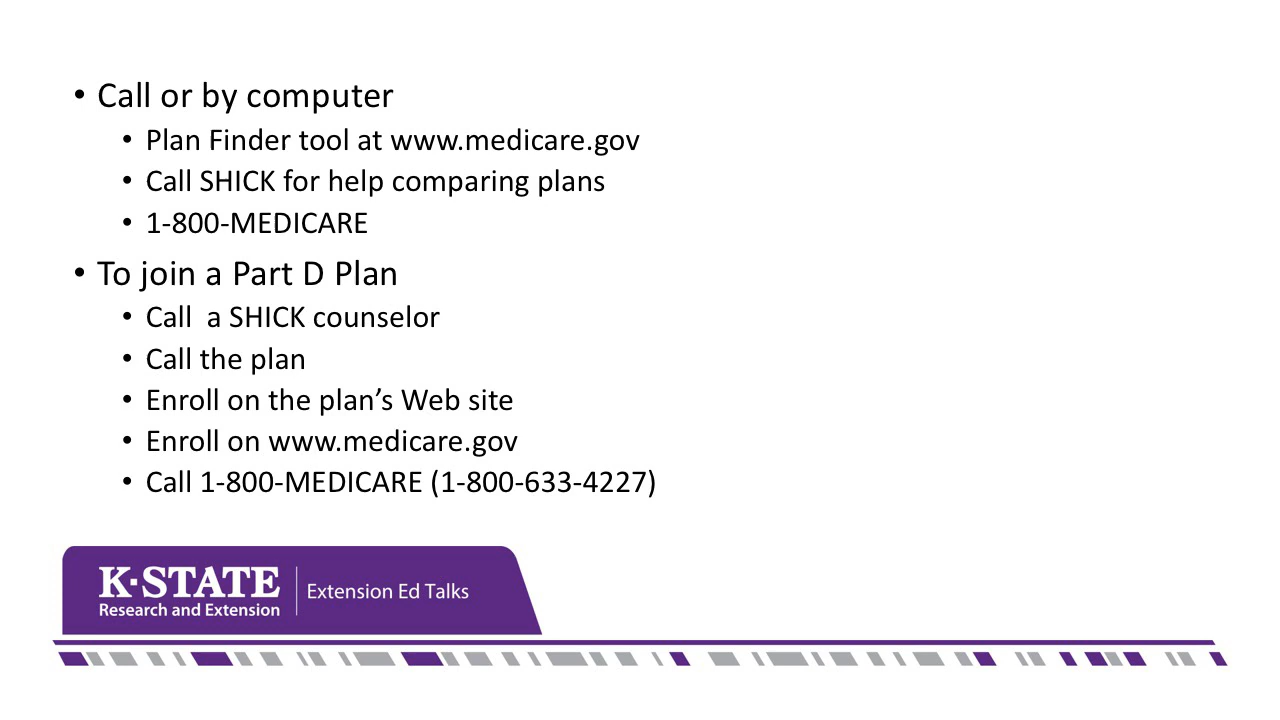 • Call or by computer
• Plan Finder tool at www.medicare.gov
• Call SHICK for help comparing plans
• 1-800-MEDICARE
• To join a Part D Plan
• Call  a SHICK counselor
• Call the plan
• Enroll on the plan’s Web site
• Enroll on www.medicare.gov
• Call 1-800-MEDICARE (1-800-633-4227)
K·STATE
Research and Extension
Extension Ed Talks